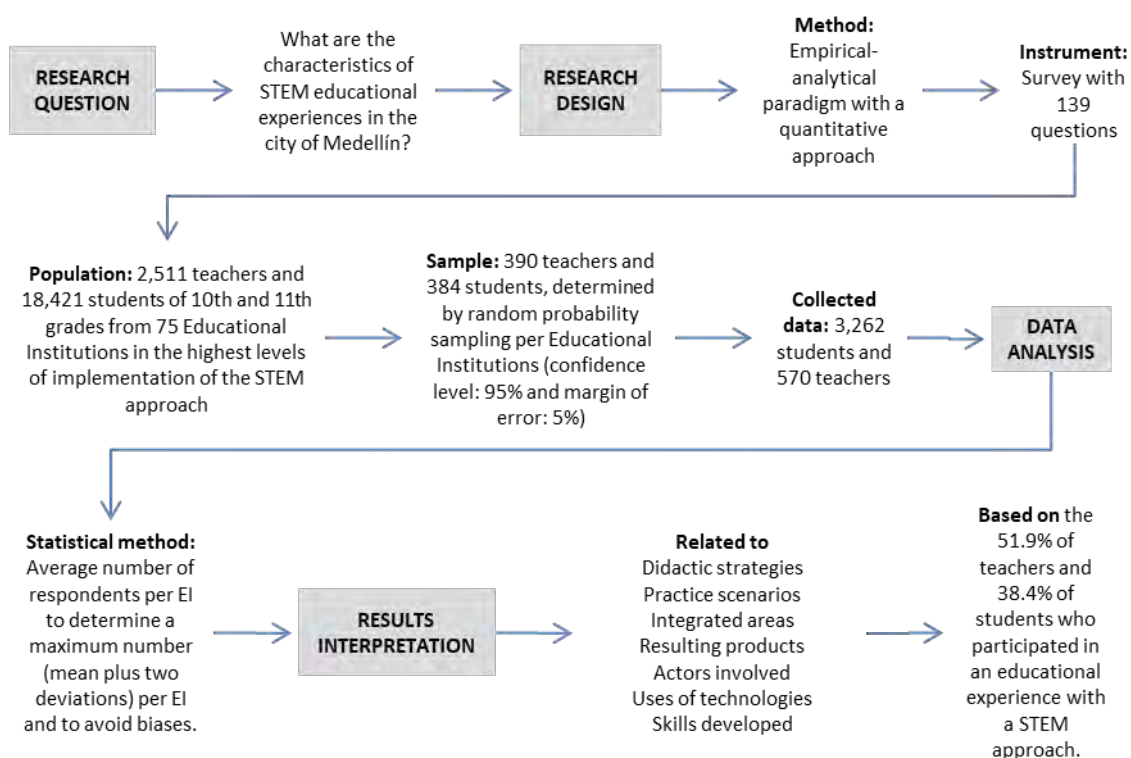 RESEARCH
QUESTION
What are the
characteristics of
STEM educational
experiences in the
city of Medellín?
RESEARCH
DESIGN
Method:
Empirical-
analytical
paradigm with a
quantitative
approach
Instrument:
Survey with
139
questions
Population: 2,511 teachers and
18,421 students of 10th and 11th
grades from 75 Educational
Institutions in the highest levels
of implementation of the STEM
approach
Sample: 390 teachers and
384 students, determined
by random probability
sampling per Educational
Institutions (confidence
level: 95% and margin of
error: 5%)
Collected
data: 3,262
students and
570 teachers
DATA
ANALYSIS
Statistical method:
Average number of
respondents per EI
to determine a
maximum number
(mean plus two
deviations) per EI
and to avoid biases.
RESULTS
INTERPRETATION
Related to
Didactic strategies
Practice scenarios
Integrated areas
Resulting products
Actors involved
Uses of technologies
Skills developed
Based on the
51.9% of
teachers and
38.4% of
students who
participated in
an educational
experience with
a STEM
approach.